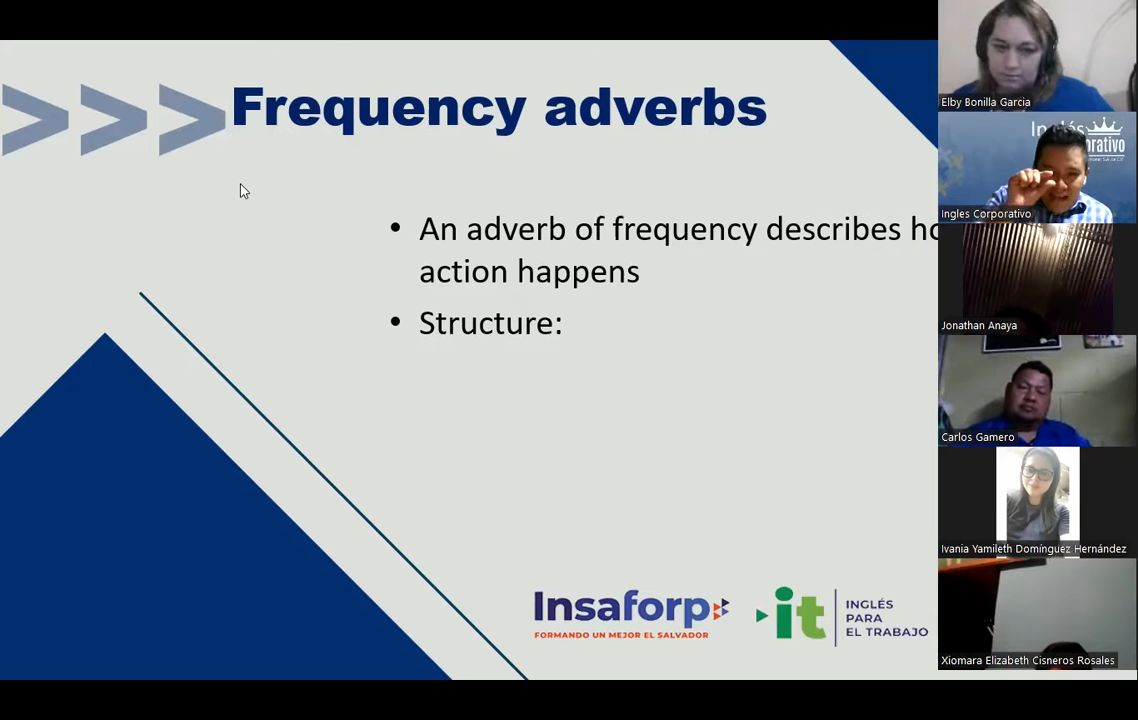 >>> Frequency adverbs
• An adverb of frequency describes
action happens
• Structure:
Insaforp
FORMANDO UN MEJOR EL SALVADOR
it
INGLÉS
PARA
EL TRABAJO
Elby Bonilla Garcia
Ingles Corporativo
Jonathan Anaya
Carlos Gamero
Ivania Yamileth Domínguez Hernández
Xiomara Elizabeth Cisneros Rosales